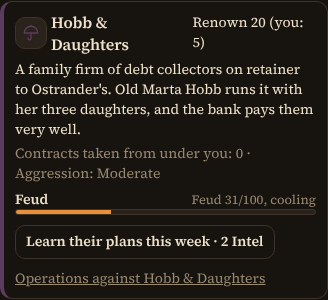 Hobb & Daughters
Renown 20 (you: 5)
A family firm of debt collectors on retainer
to Ostrander's. Old Marta Hobb runs it with
her three daughters, and the bank pays them
very well.
Contracts taken from under you: 0 ·
Aggression: Moderate
Feud
Feud 31/100, cooling
Learn their plans this week · 2 Intel
Operations against Hobb & Daughters